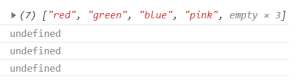 ▶(7) ["red", "green", "blue", "pink", empty × 3]
undefined
undefined
undefined